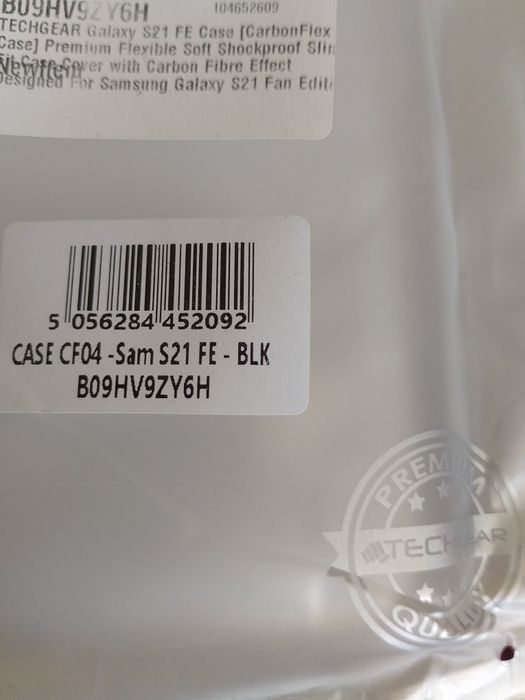 B09HV9ZY6H
104652609
TECHGEAR Galaxy S21 FE Case [CarbonFlex
Case] Premium Flexible Soft Shockproof Slim
Cover with Carbon Fibre Effect
Designed For Samsung Galaxy S21 Fan Editi
5 056284 452092
CASE CF04 -Sam S21 FE - BLK
B09HV9ZY6H
PREMIUM
TECHGEAR
QUALITY